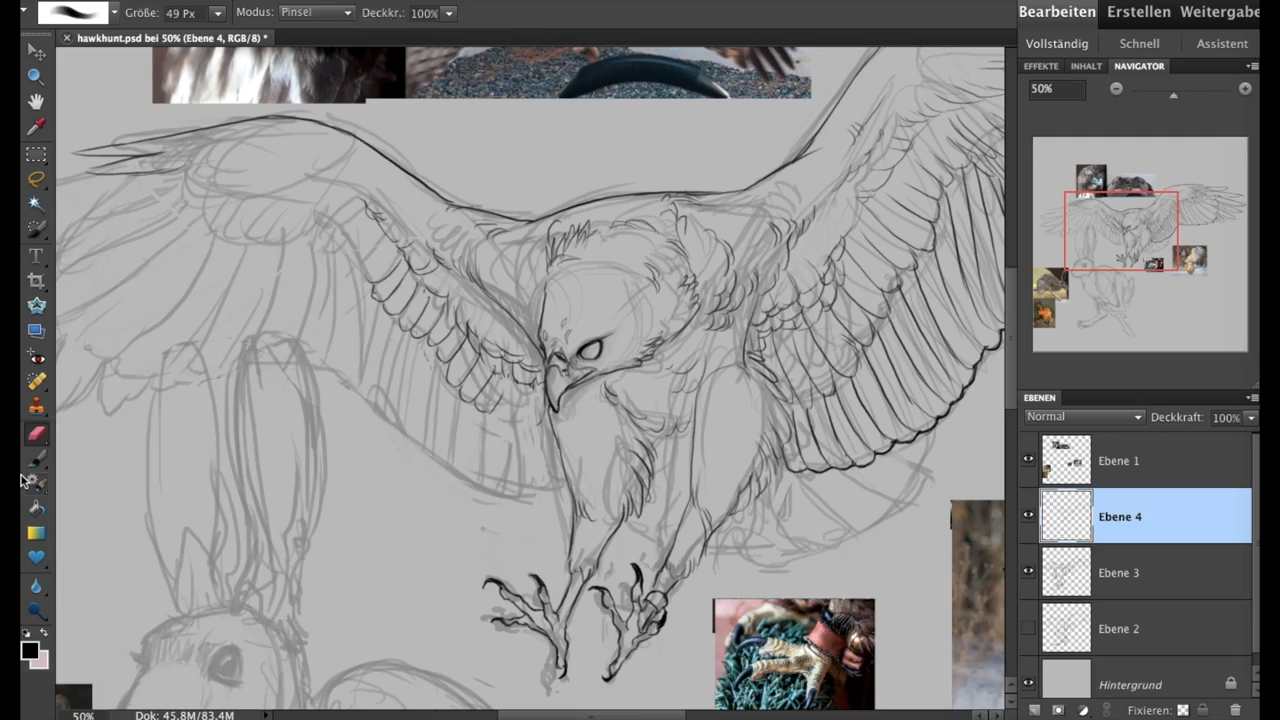 Größe: 49 Px Modus: Pinsel Deckkr.: 100%
Bearbeiten Erstellen Weitergabe
hawkhunt.psd bei 50% (Ebene 4, RGB/8) *
Vollständig Schnell Assistent
EFFEKTE INHALT NAVIGATOR
50%
EBENEN
Normal Deckkraft: 100%
Ebene 1
Ebene 4
Ebene 3
Ebene 2
Hintergrund
Fixieren:
50% Dok: 45,8M/83,4M